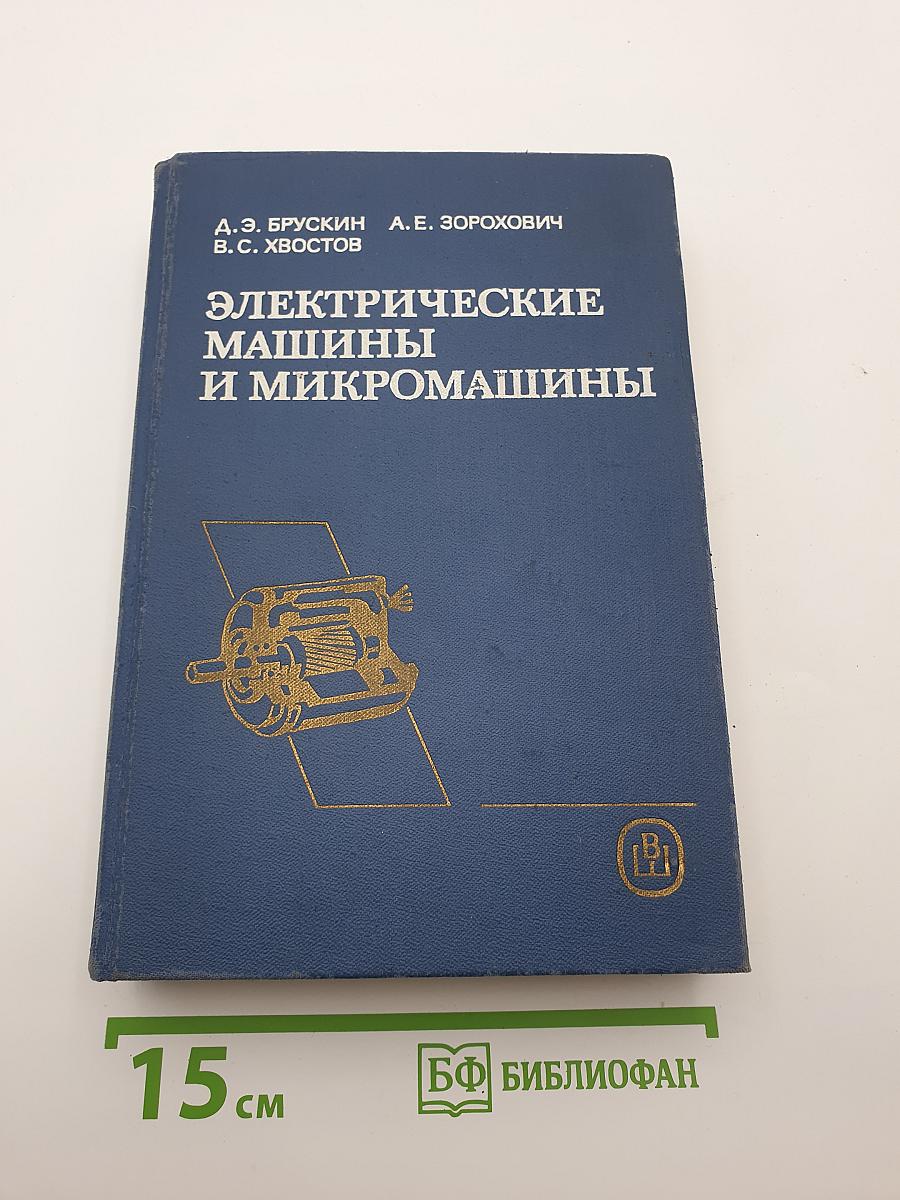 Д.Э. БРУСКИН А.Е. ЗОРОХОВИЧ
В.С. ХВОСТОВ
ЭЛЕКТРИЧЕСКИЕ
МАШИНЫ
И МИКРОМАШИНЫ
ВШ
15 см
БФ БИБЛИОФАН